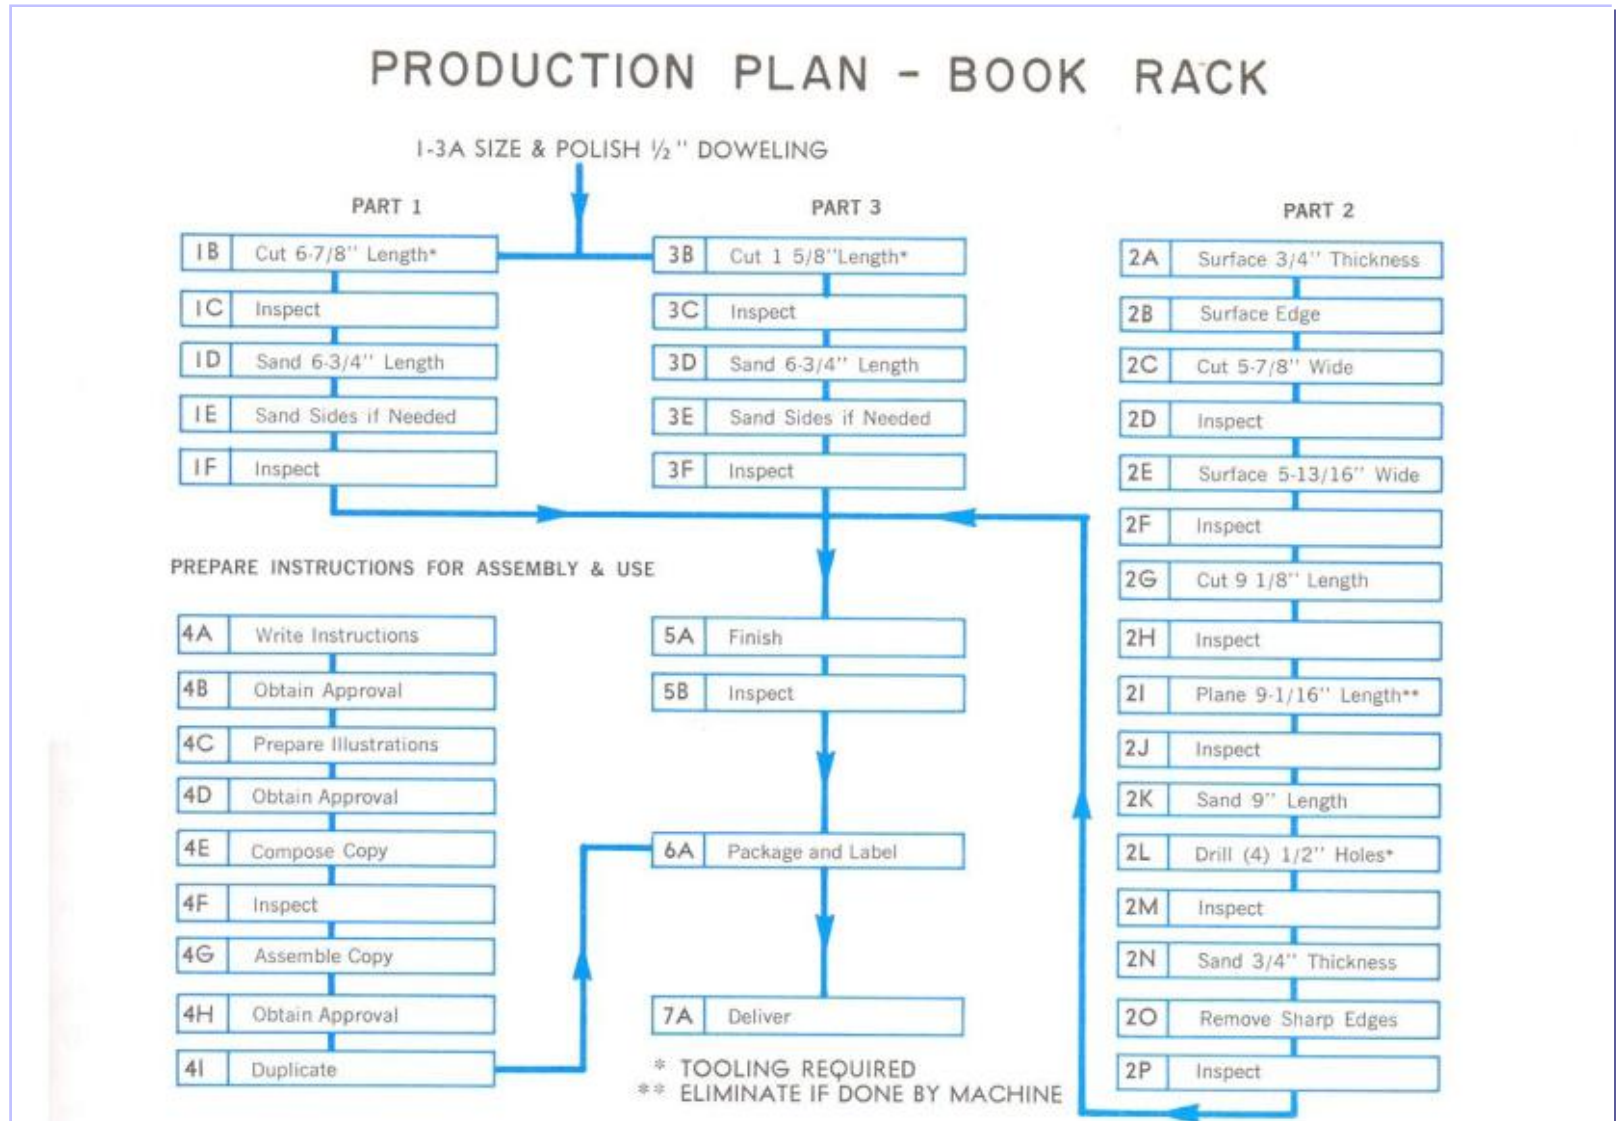 PRODUCTION PLAN - BOOK RACK
1-3A SIZE & POLISH ½" DOWELING
PART 1
1B Cut 6-7/8" Length*
1C Inspect
1D Sand 6-3/4" Length
1E Sand Sides if Needed
1F Inspect
PART 3
3B Cut 1 5/8"Length*
3C Inspect
3D Sand 6-3/4" Length
3E Sand Sides if Needed
3F Inspect
PART 2
2A Surface 3/4" Thickness
2B Surface Edge
2C Cut 5-7/8" Wide
2D Inspect
2E Surface 5-13/16" Wide
2F Inspect
2G Cut 9 1/8" Length
2H Inspect
2I Plane 9-1/16" Length**
2J Inspect
2K Sand 9" Length
2L Drill (4) 1/2" Holes*
2M Inspect
2N Sand 3/4" Thickness
2O Remove Sharp Edges
2P Inspect
PREPARE INSTRUCTIONS FOR ASSEMBLY & USE
4A Write Instructions
4B Obtain Approval
4C Prepare Illustrations
4D Obtain Approval
4E Compose Copy
4F Inspect
4G Assemble Copy
4H Obtain Approval
4I Duplicate
5A Finish
5B Inspect
6A Package and Label
7A Deliver
* TOOLING REQUIRED
** ELIMINATE IF DONE BY MACHINE